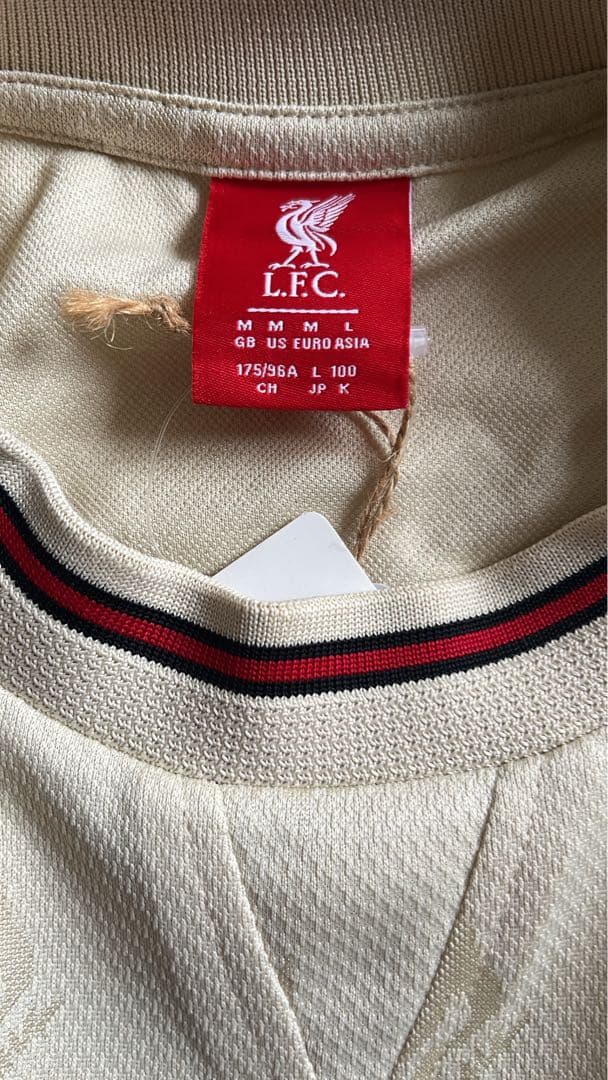 L.F.C.
M M M L
GB US EURO ASIA
175/96A L 100
CH JP K